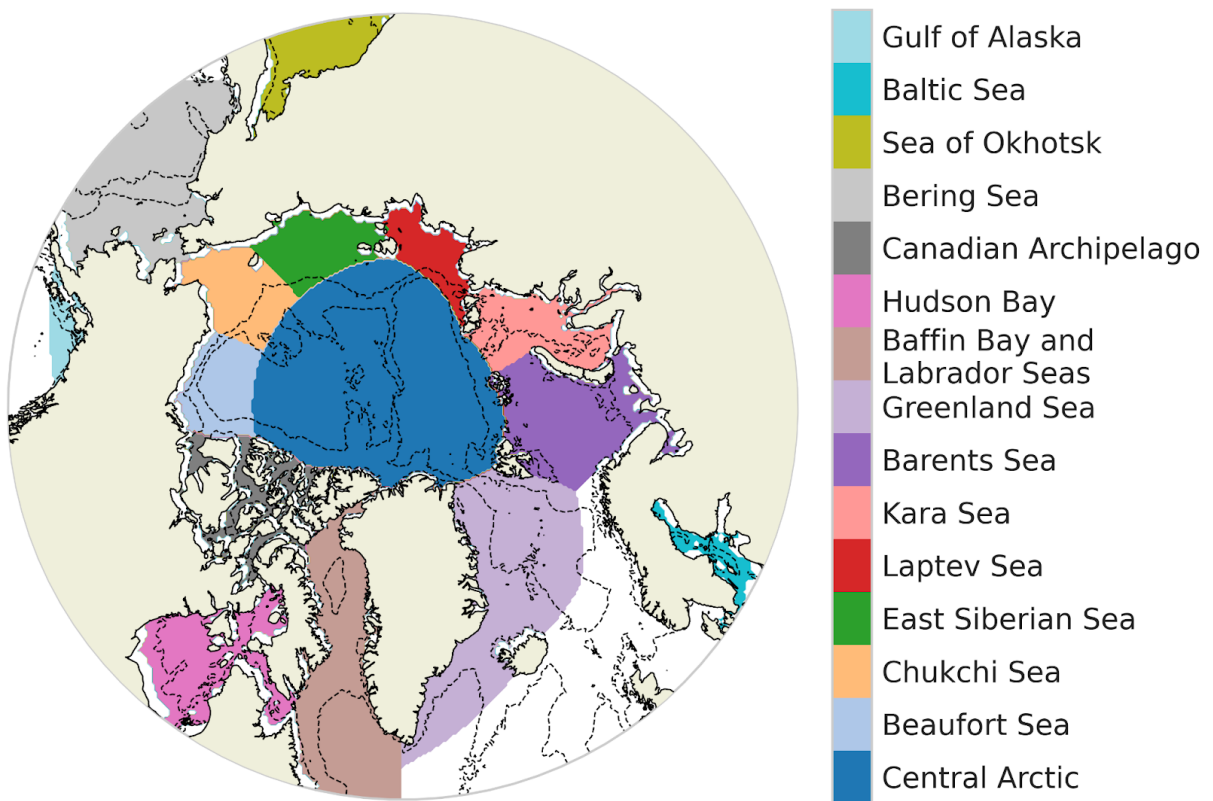 Gulf of Alaska
Baltic Sea
Sea of Okhotsk
Bering Sea
Canadian Archipelago
Hudson Bay
Baffin Bay and
Labrador Seas
Greenland Sea
Barents Sea
Kara Sea
Laptev Sea
East Siberian Sea
Chukchi Sea
Beaufort Sea
Central Arctic